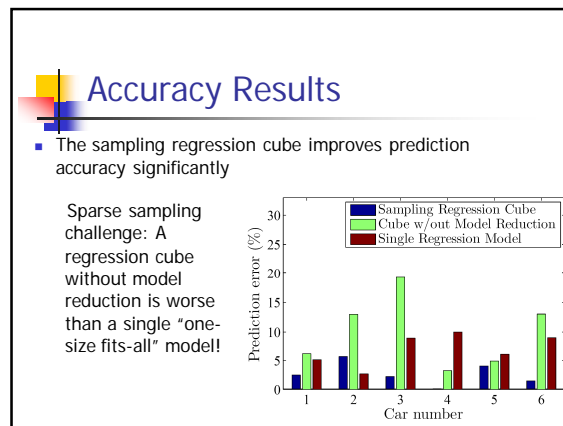 Accuracy Results
The sampling regression cube improves prediction
accuracy significantly
Sparse sampling
challenge: A
regression cube
without model
reduction is worse
than a single “one-
size fits-all” model!
Sampling Regression Cube
Cube w/out Model Reduction
Single Regression Model
Prediction error (%)
30
25
20
15
10
5
0
1 2 3 4 5 6
Car number